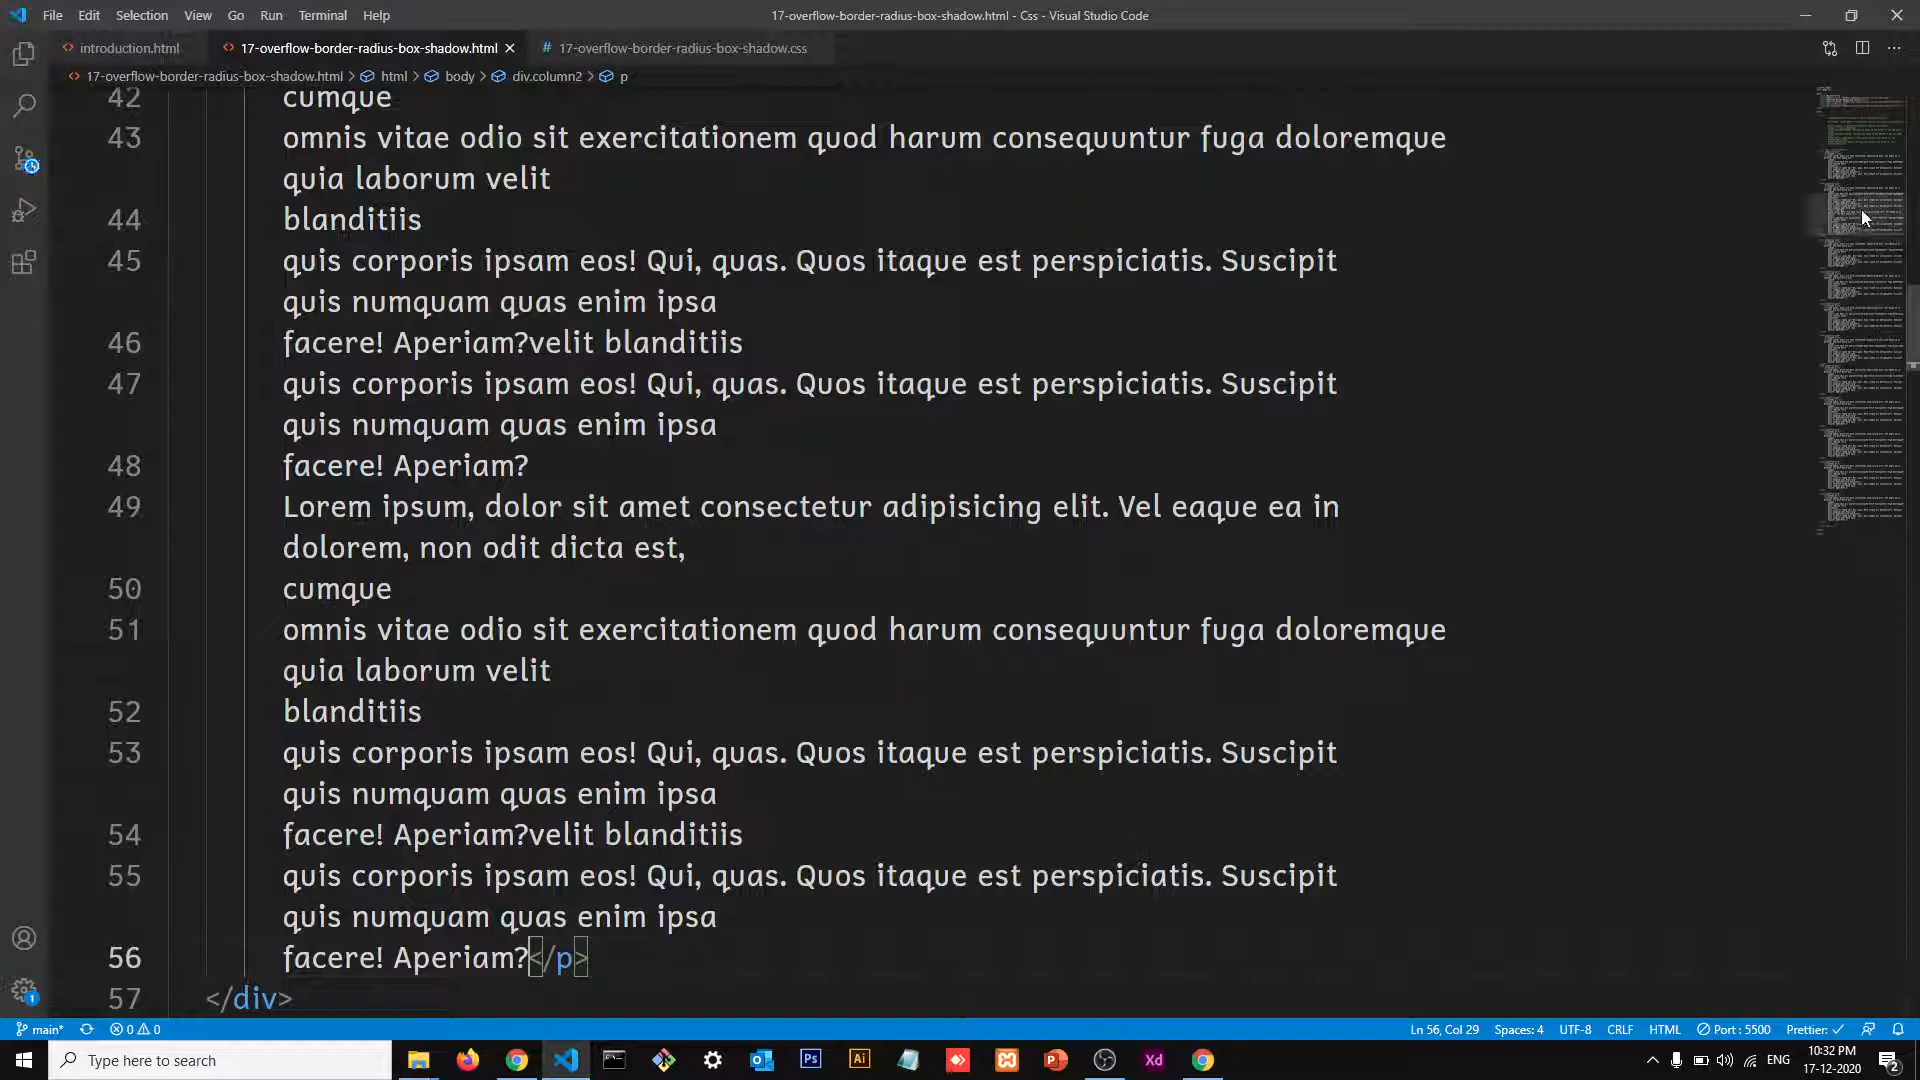 File Edit Selection View Go Run Terminal Help
17-overflow-border-radius-box-shadow.html - Css - Visual Studio Code
introduction.html
17-overflow-border-radius-box-shadow.html
# 17-overflow-border-radius-box-shadow.css
17-overflow-border-radius-box-shadow.html > html > body > div.column2 > p
42 cumque
43 omnis vitae odio sit exercitationem quod harum consequuntur fuga doloremque
quia laborum velit
44 blanditiis
45 quis corporis ipsam eos! Qui, quas. Quos itaque est perspiciatis. Suscipit
quis numquam quas enim ipsa
46 facere! Aperiam?velit blanditiis
47 quis corporis ipsam eos! Qui, quas. Quos itaque est perspiciatis. Suscipit
quis numquam quas enim ipsa
48 facere! Aperiam?
49 Lorem ipsum, dolor sit amet consectetur adipisicing elit. Vel eaque ea in
dolorem, non odit dicta est,
50 cumque
51 omnis vitae odio sit exercitationem quod harum consequuntur fuga doloremque
quia laborum velit
52 blanditiis
53 quis corporis ipsam eos! Qui, quas. Quos itaque est perspiciatis. Suscipit
quis numquam quas enim ipsa
54 facere! Aperiam?velit blanditiis
55 quis corporis ipsam eos! Qui, quas. Quos itaque est perspiciatis. Suscipit
quis numquam quas enim ipsa
56 facere! Aperiam?</p>
57 </div>
1
main* 0 0 Ln 56, Col 29 Spaces: 4 UTF-8 CRLF HTML Port : 5500 Prettier: ✓
Type here to search
Ps
Ai
Xd
ENG
10:32 PM
17-12-2020
2